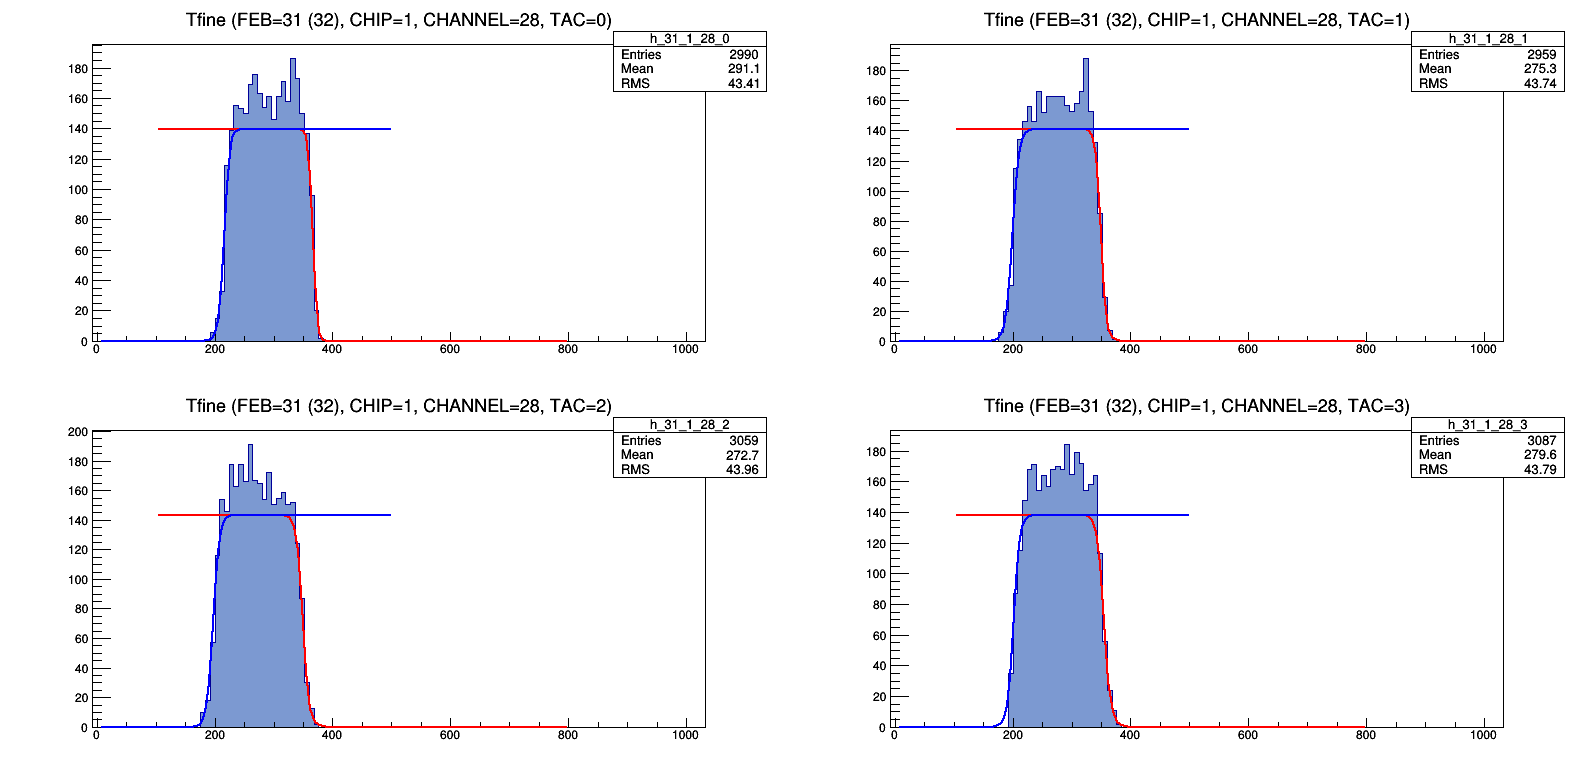 Tfine (FEB=31 (32), CHIP=1, CHANNEL=28, TAC=0)
h_31_1_28_0
Entries 2990
Mean 291.1
RMS 43.41
180
160
140
120
100
80
60
40
20
0
0 200 400 600 800 1000
Tfine (FEB=31 (32), CHIP=1, CHANNEL=28, TAC=1)
h_31_1_28_1
Entries 2959
Mean 275.3
RMS 43.74
180
160
140
120
100
80
60
40
20
0
0 200 400 600 800 1000
Tfine (FEB=31 (32), CHIP=1, CHANNEL=28, TAC=2)
h_31_1_28_2
Entries 3059
Mean 272.7
RMS 43.96
200
180
160
140
120
100
80
60
40
20
0
0 200 400 600 800 1000
Tfine (FEB=31 (32), CHIP=1, CHANNEL=28, TAC=3)
h_31_1_28_3
Entries 3087
Mean 279.6
RMS 43.79
180
160
140
120
100
80
60
40
20
0
0 200 400 600 800 1000